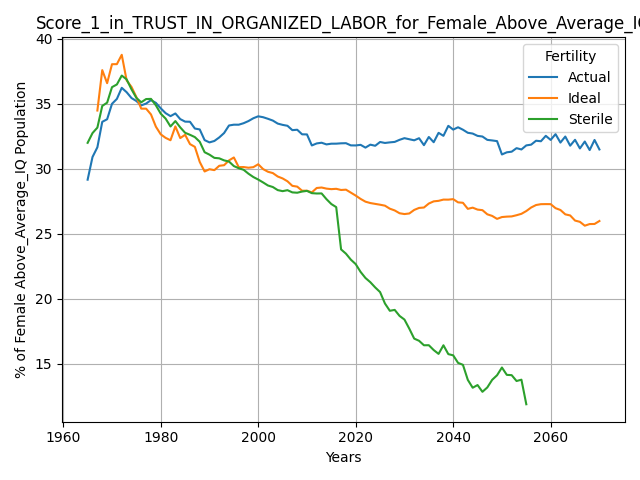 Score_1_in_TRUST_IN_ORGANIZED_LABOR_for_Female_Above_Average_IQ
Fertility
Actual
Ideal
Sterile
% of Female Above_Average_IQ Population
40
35
30
25
20
15
1960
1980
2000
2020
2040
2060
Years